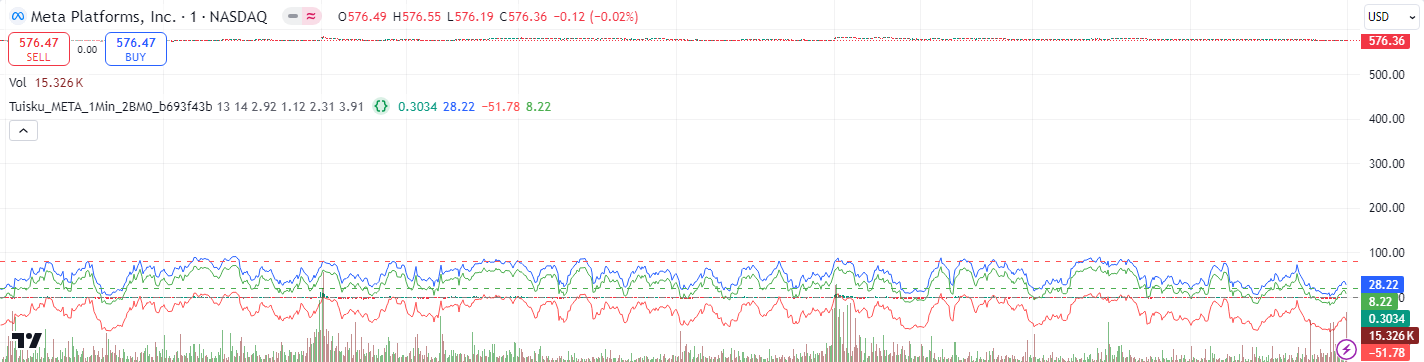 Meta Platforms, Inc. · 1 · NASDAQ O576.49 H576.55 L576.19 C576.36 −0.12 (−0.02%) USD
576.47 0.00 576.47 576.36
SELL BUY
500.00
Vol 15.326 K
Tuisku_META_1Min_2BM0_b693f43b 13 14 2.92 1.12 2.31 3.91 {} 0.3034 28.22 −51.78 8.22
400.00
300.00
200.00
100.00
28.22
8.22 0
0.3034
15.326 K
−51.78